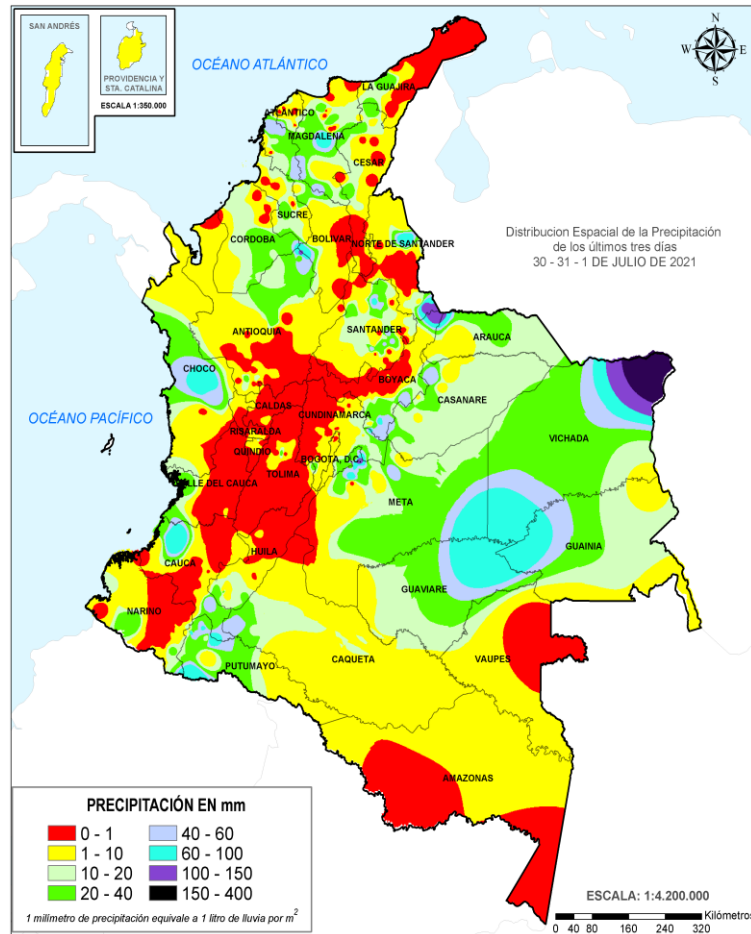 SAN ANDRÉS
PROVIDENCIA Y
STA. CATALINA
ESCALA 1:350.000
OCÉANO ATLÁNTICO
N
W
E
S
LA GUAJIRA
ATLÁNTICO
MAGDALENA
CESAR
SUCRE
CORDOBA
BOLIVAR
NORTE DE SANTANDER
Distribucion Espacial de la Precipitación
de los últimos tres días
30 - 31 - 1 DE JULIO DE 2021
ANTIOQUIA
SANTANDER
ARAUCA
CHOCO
BOYACA
CASANARE
OCÉANO PACÍFICO
CALDAS
CUNDINAMARCA
RISARALDA
VICHADA
QUINDIO
BOGOTA, D.C.
TOLIMA
VALLE DEL CAUCA
META
GUAINIA
HUILA
CAUCA
GUAVIARE
NARIÑO
CAQUETA
VAUPES
PUTUMAYO
AMAZONAS
PRECIPITACIÓN EN mm
0 - 1
40 - 60
1 - 10
60 - 100
10 - 20
100 - 150
20 - 40
150 - 400
1 milímetro de precipitación equivale a 1 litro de lluvia por m²
ESCALA: 1:4.200.000
Kilómetros
0 40 80 160 240 320